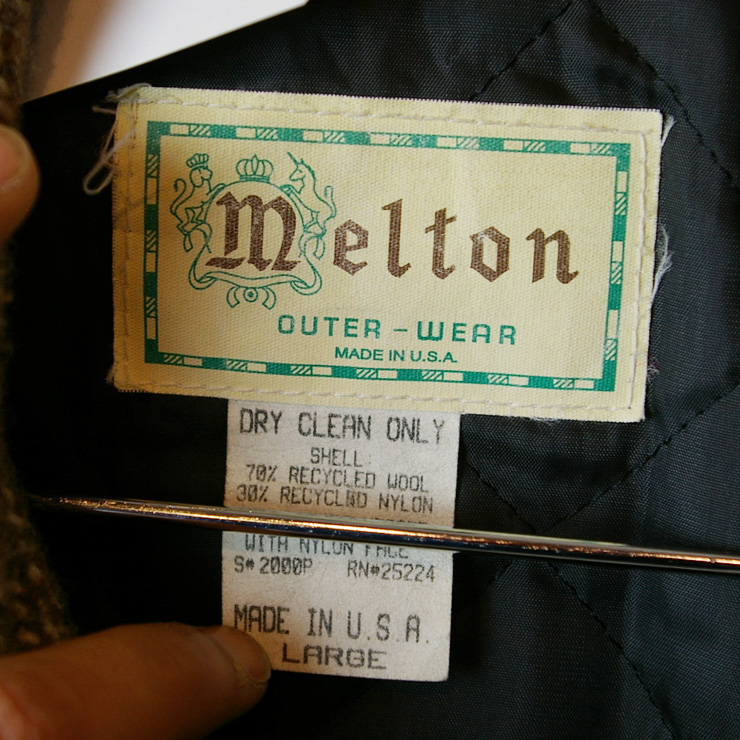 Melton
OUTER-WEAR
MADE IN U.S.A.
DRY CLEAN ONLY
SHELL:
70% RECYCLED WOOL
30% RECYCLED NYLON
WITH NYLON FACE
S# 2000P RN#25224
MADE IN U.S.A.
LARGE